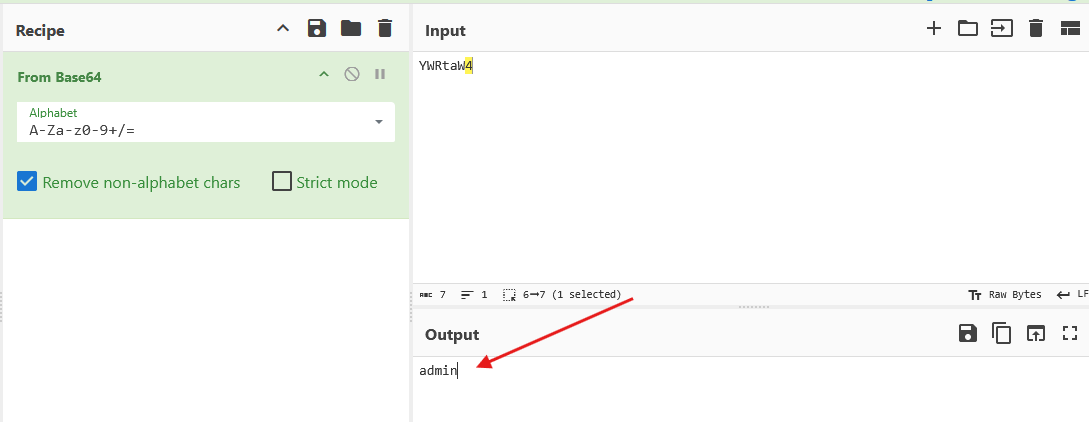 Recipe
From Base64
Alphabet
A-Za-z0-9+/=
Remove non-alphabet chars
Strict mode
Input
YWRtaW4
ABC 7 1 6→7 (1 selected)
Tт Raw Bytes LF
Output
admin